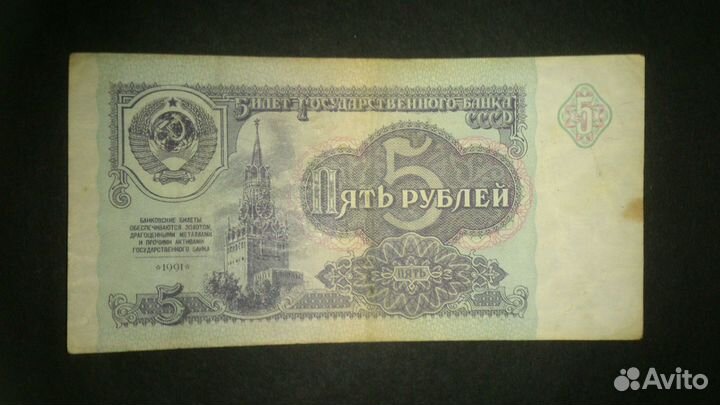 Билет Государственного Банка
СССР
5
5
Пять рублей
Банковские билеты
обеспечиваются золотом,
драгоценными металлами
и прочими активами
Государственного банка
☆1991☆
пять
5
Avito